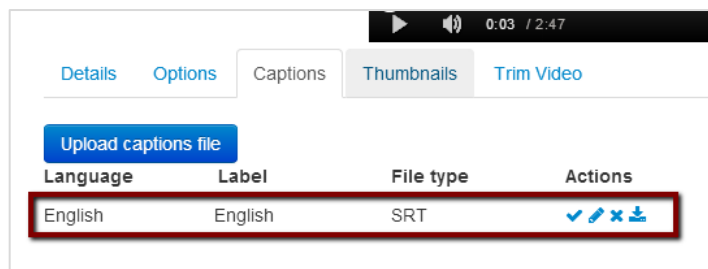 0:03 / 2:47
Details Options Captions Thumbnails Trim Video
Upload captions file
Language Label File type Actions
English English SRT